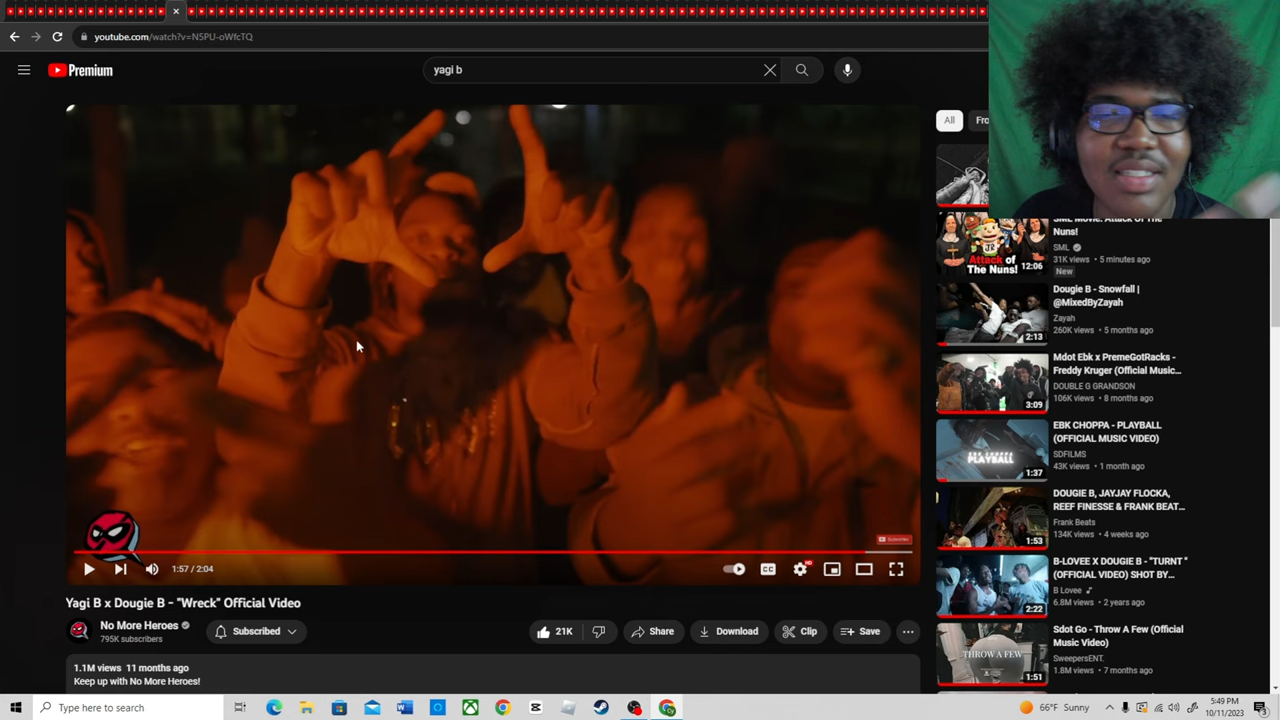 youtube.com/watch?v=N5PU-oWfcTQ
Premium
yagi b
All
Fro
1:57 / 2:04
CC
HD
Subscribe
Yagi B x Dougie B - "Wreck" Official Video
No More Heroes
795K subscribers
Subscribed
21K
Share
Download
Clip
Save
1.1M views 11 months ago
Keep up with No More Heroes!
SML Movie: Attack Of The
Nuns!
SML
31K views • 5 minutes ago
New
JR
Attack of
The Nuns!
12:06
Dougie B - Snowfall |
@MixedByZayah
Zayah
260K views • 5 months ago
2:13
Mdot Ebk x PremeGotRacks -
Freddy Kruger (Official Music...
DOUBLE G GRANDSON
106K views • 8 months ago
3:09
EBK CHOPPA - PLAYBALL
(OFFICIAL MUSIC VIDEO)
SDFILMS
43K views • 1 month ago
PLAYBALL
1:37
DOUGIE B, JAYJAY FLOCKA,
REEF FINESSE & FRANK BEAT...
Frank Beats
134K views • 4 weeks ago
1:53
B-LOVEE X DOUGIE B - "TURNT"
(OFFICIAL VIDEO) SHOT BY...
B Lovee
6.8M views • 2 years ago
2:22
Sdot Go - Throw A Few (Official
Music Video)
SweepersENT.
1.8M views • 7 months ago
THROW A FEW
1:51
Type here to search
66°F Sunny
5:49 PM
10/11/2023
3